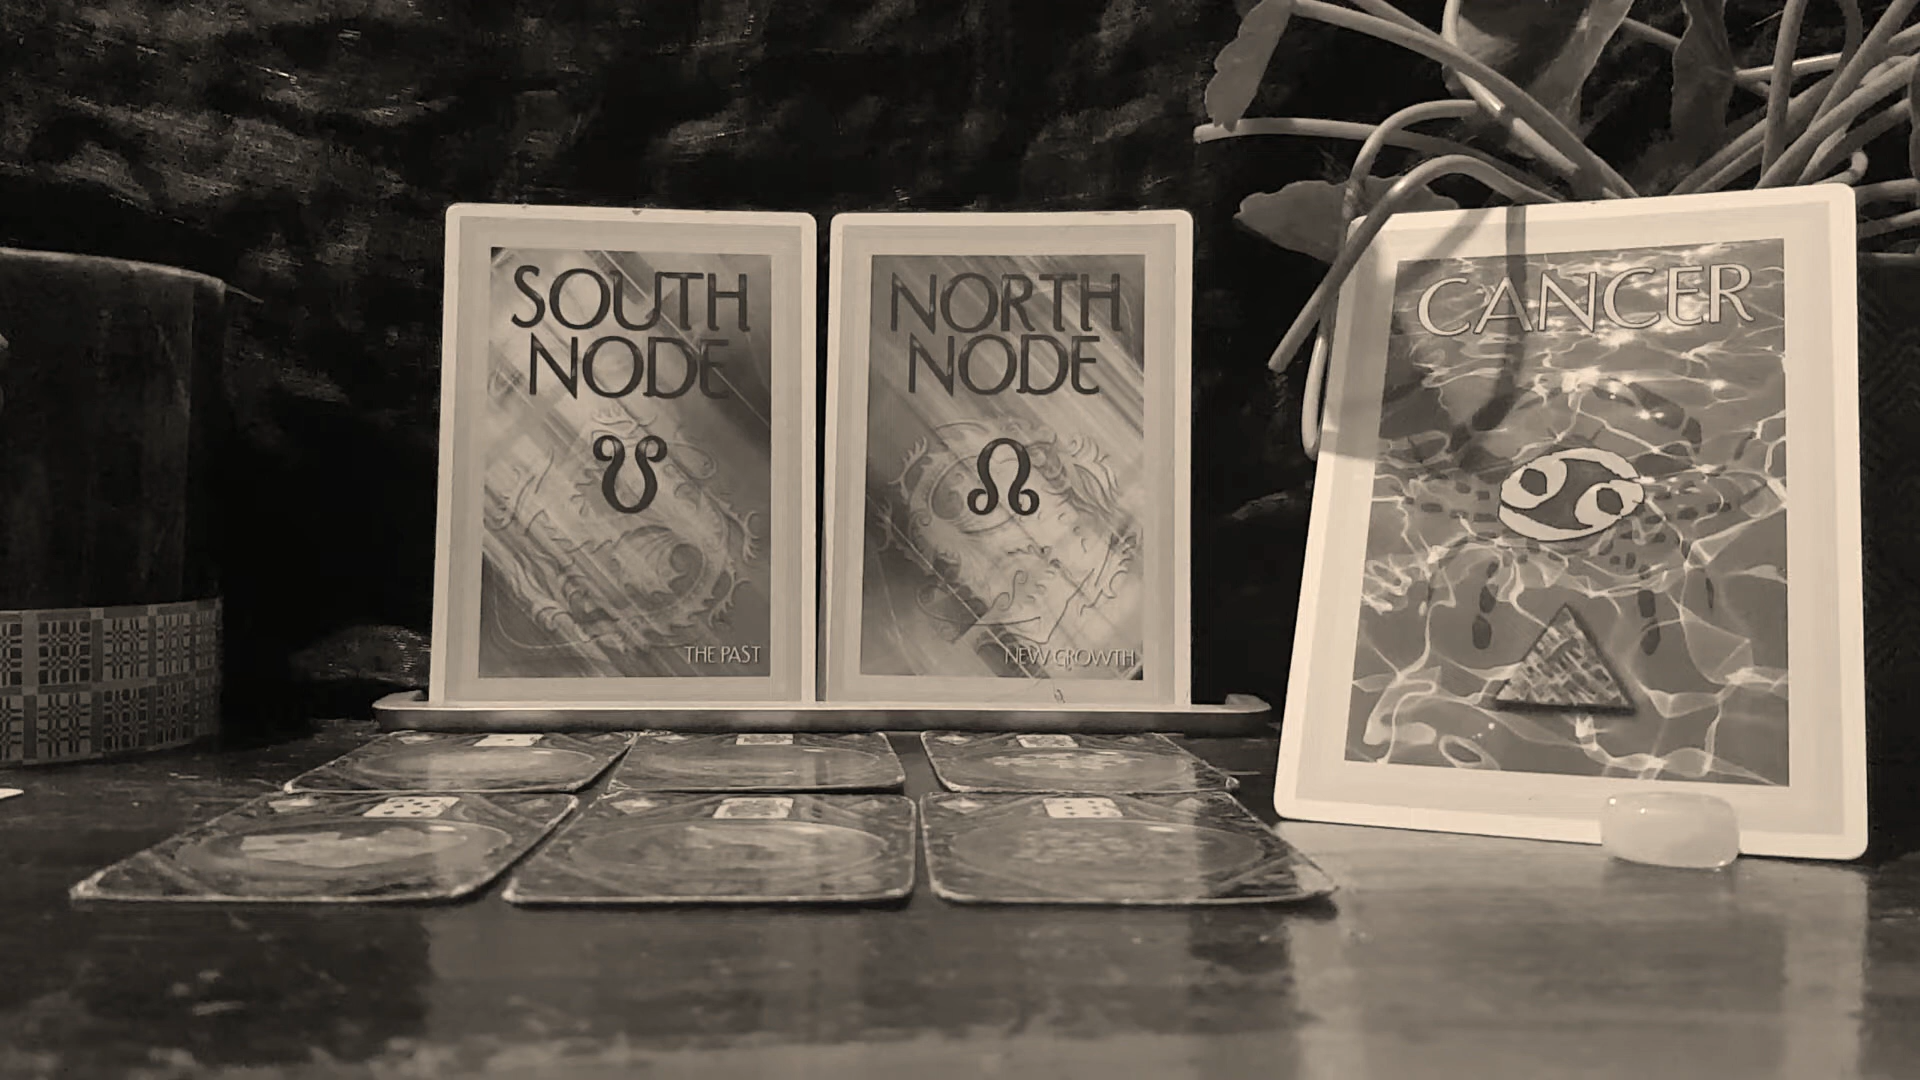 SOUTH
NODE
THE PAST
NORTH
NODE
NEW GROWTH
CANCER